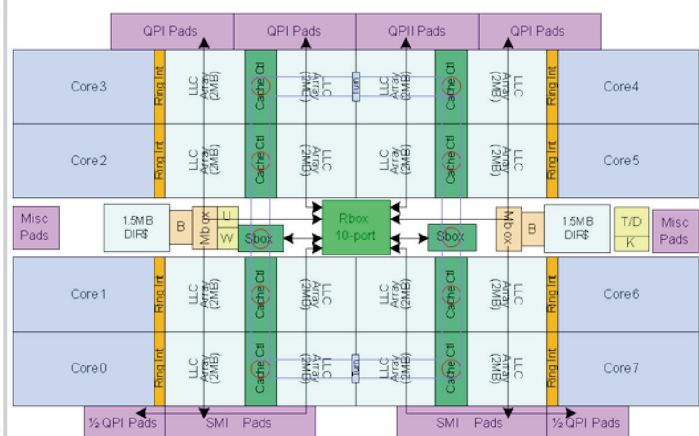 QPI Pads QPI Pads QPII Pads QPI Pads
Core3 Ring Int LLC Array (2MB) Cache Ctl LLC Array (2MB) Turn LLC Array (2MB) Cache Ctl LLC Array (2MB) Ring Int Core4
Core2 Ring Int LLC Array (2MB) Cache Ctl LLC Array (2MB) LLC Array (2MB) Cache Ctl LLC Array (2MB) Ring Int Core5
Misc Pads 1.5MB DIR$ B Mbox U W Sbox Rbox 10-port Sbox Mbox B 1.5MB DIR$ T/D K Misc Pads
Core1 Ring Int LLC Array (2MB) Cache Ctl LLC Array (2MB) LLC Array (2MB) Cache Ctl LLC Array (2MB) Ring Int Core6
Core0 Ring Int LLC Array (2MB) Cache Ctl LLC Array (2MB) Turn LLC Array (2MB) Cache Ctl LLC Array (2MB) Ring Int Core7
½ QPI Pads SMI Pads SMI Pads ½ QPI Pads